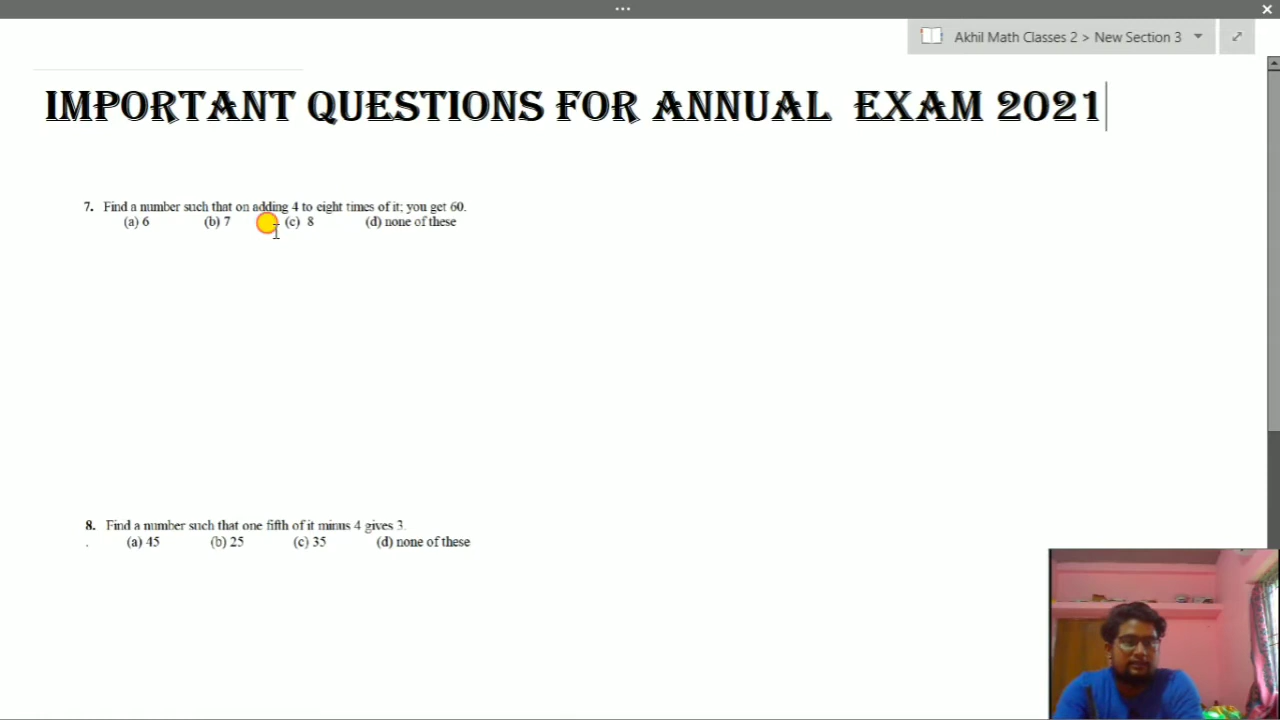 Akhil Math Classes 2 > New Section 3
IMPORTANT QUESTIONS FOR ANNUAL EXAM 2021
7. Find a number such that on adding 4 to eight times of it; you get 60.
(a) 6 (b) 7 (c) 8 (d) none of these
8. Find a number such that one fifth of it minus 4 gives 3.
(a) 45 (b) 25 (c) 35 (d) none of these